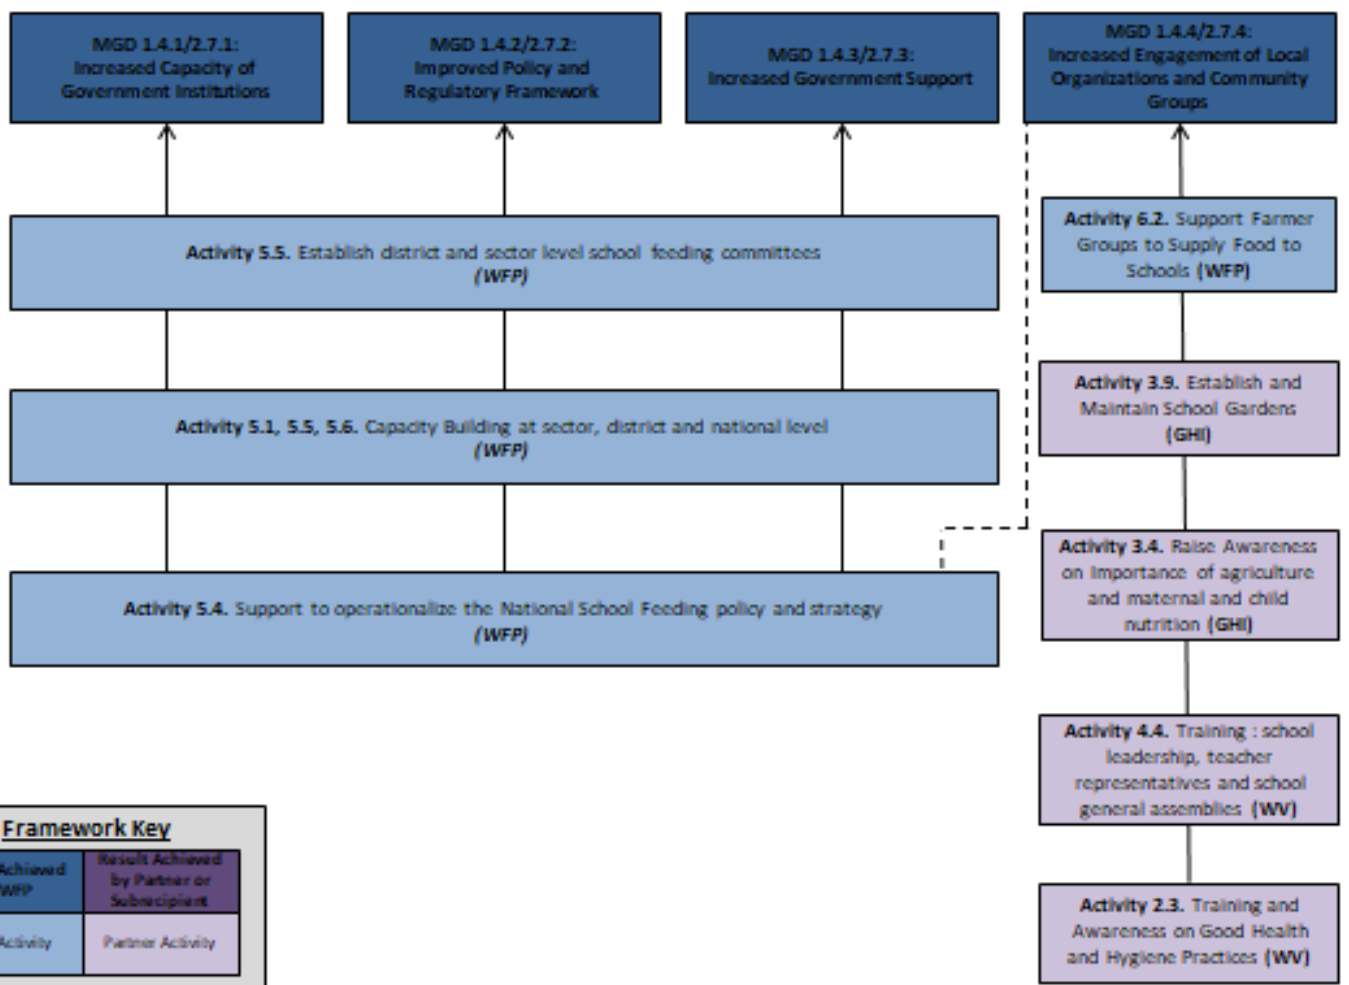 MGD 1.4.1/2.7.1:
Increased Capacity of
Government Institutions
MGD 1.4.2/2.7.2:
Improved Policy and
Regulatory Framework
MGD 1.4.3/2.7.3:
Increased Government Support
MGD 1.4.4/2.7.4:
Increased Engagement of Local
Organizations and Community
Groups
Activity 5.5. Establish district and sector level school feeding committees
(WFP)
Activity 5.1, 5.5, 5.6. Capacity Building at sector, district and national level
(WFP)
Activity 5.4. Support to operationalize the National School Feeding policy and strategy
(WFP)
Activity 6.2. Support Farmer
Groups to Supply Food to
Schools (WFP)
Activity 3.9. Establish and
Maintain School Gardens
(GHI)
Activity 3.4. Raise Awareness
on Importance of agriculture
and maternal and child
nutrition (GHI)
Activity 4.4. Training : school
leadership, teacher
representatives and school
general assemblies (WV)
Activity 2.3. Training and
Awareness on Good Health
and Hygiene Practices (WV)
Framework Key
Achieved
WFP
Result Achieved
by Partner or
Subrecipient
Activity
Partner Activity